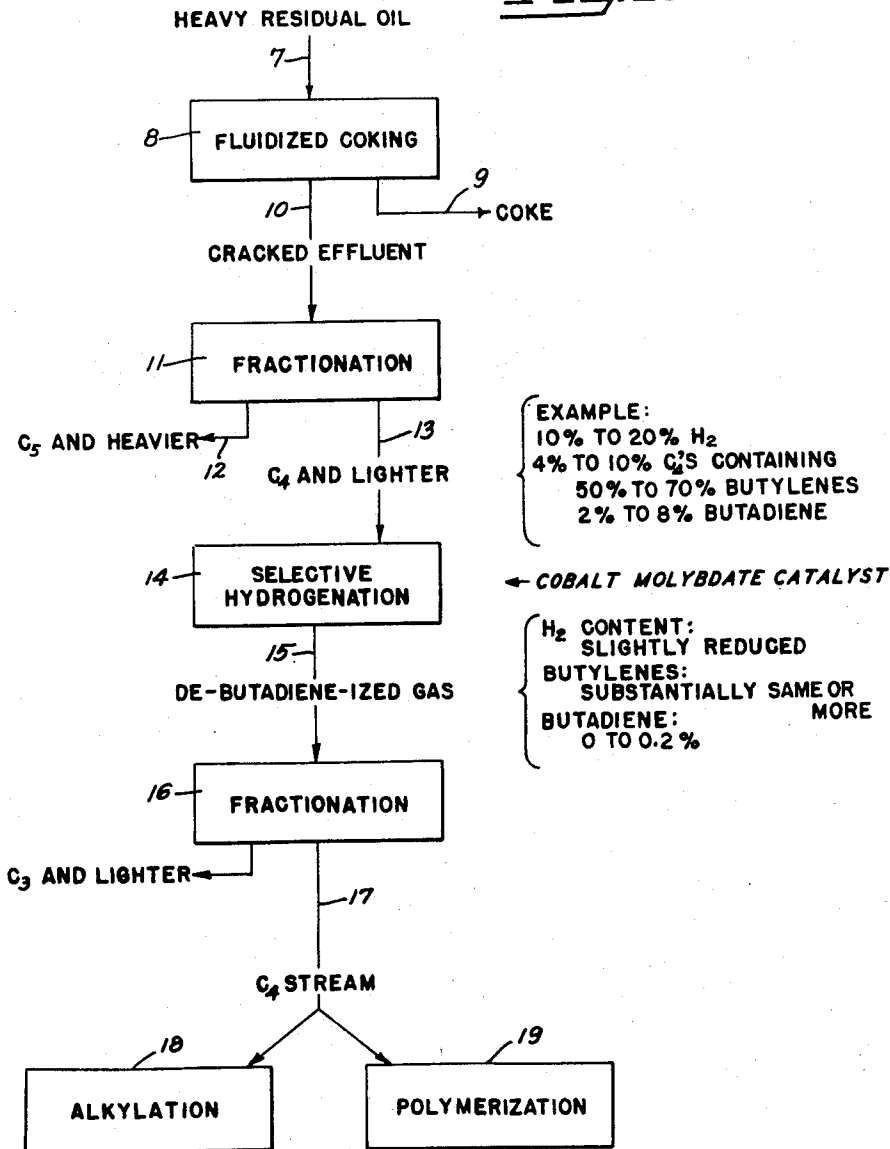 HEAVY RESIDUAL OIL
7
8
FLUIDIZED COKING
9
10
COKE
CRACKED EFFLUENT
11
FRACTIONATION
C5 AND HEAVIER
12
13
C4 AND LIGHTER
EXAMPLE:
10% TO 20% H2
4% TO 10% C4'S CONTAINING
50% TO 70% BUTYLENES
2% TO 8% BUTADIENE
14
SELECTIVE
HYDROGENATION
COBALT MOLYBDATE CATALYST
15
DE-BUTADIENE-IZED GAS
H2 CONTENT:
SLIGHTLY REDUCED
BUTYLENES:
SUBSTANTIALLY SAME OR
MORE
BUTADIENE:
0 TO 0.2%
16
FRACTIONATION
C3 AND LIGHTER
17
C4 STREAM
18
19
ALKYLATION
POLYMERIZATION